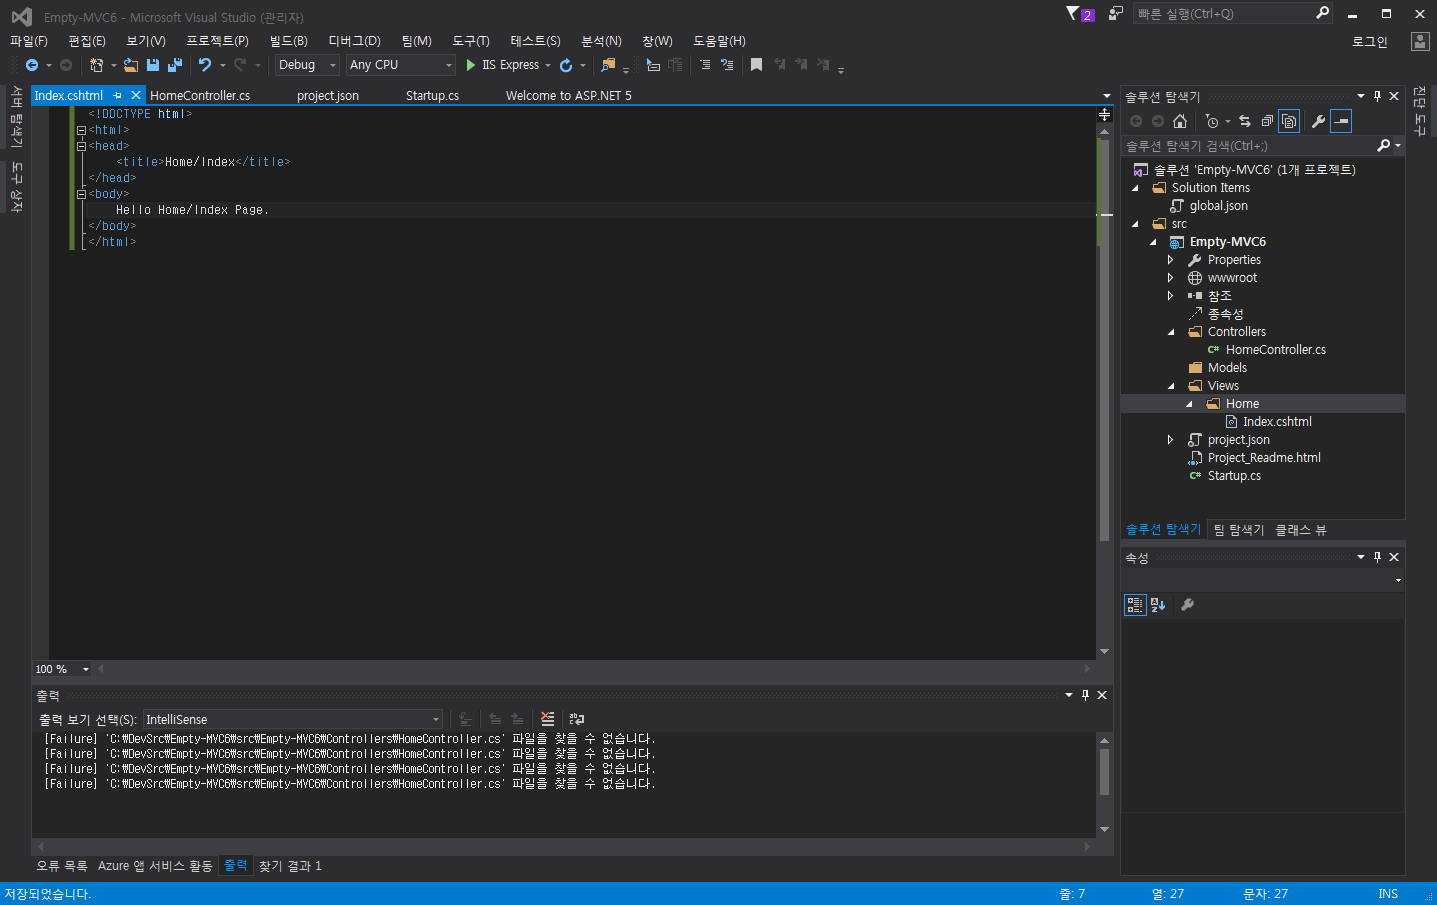 Empty-MVC6 - Microsoft Visual Studio (관리자)
2
빠른 실행(Ctrl+Q)
파일(F) 편집(E) 보기(V) 프로젝트(P) 빌드(B) 디버그(D) 팀(M) 도구(T) 테스트(S) 분석(N) 창(W) 도움말(H)
로그인
Debug Any CPU IIS Express
서버 탐색기
도구 상자
Index.cshtml HomeController.cs project.json Startup.cs Welcome to ASP.NET 5
<!DOCTYPE html>
<html>
<head>
<title>Home/Index</title>
</head>
<body>
Hello Home/Index Page.
</body>
</html>
100 %
솔루션 탐색기
솔루션 탐색기 검색(Ctrl+;)
솔루션 'Empty-MVC6' (1개 프로젝트)
Solution Items
global.json
src
Empty-MVC6
Properties
wwwroot
참조
종속성
Controllers
C# HomeController.cs
Models
Views
Home
Index.cshtml
project.json
Project_Readme.html
C# Startup.cs
솔루션 탐색기 팀 탐색기 클래스 뷰
속성
진단 도구
출력
출력 보기 선택(S): IntelliSense
[Failure] 'C:₩DevSrc₩Empty-MVC6₩src₩Empty-MVC6₩Controllers₩HomeController.cs' 파일을 찾을 수 없습니다.
[Failure] 'C:₩DevSrc₩Empty-MVC6₩src₩Empty-MVC6₩Controllers₩HomeController.cs' 파일을 찾을 수 없습니다.
[Failure] 'C:₩DevSrc₩Empty-MVC6₩src₩Empty-MVC6₩Controllers₩HomeController.cs' 파일을 찾을 수 없습니다.
[Failure] 'C:₩DevSrc₩Empty-MVC6₩src₩Empty-MVC6₩Controllers₩HomeController.cs' 파일을 찾을 수 없습니다.
오류 목록 Azure 앱 서비스 활동 출력 찾기 결과 1
저장되었습니다. 줄: 7 열: 27 문자: 27 INS